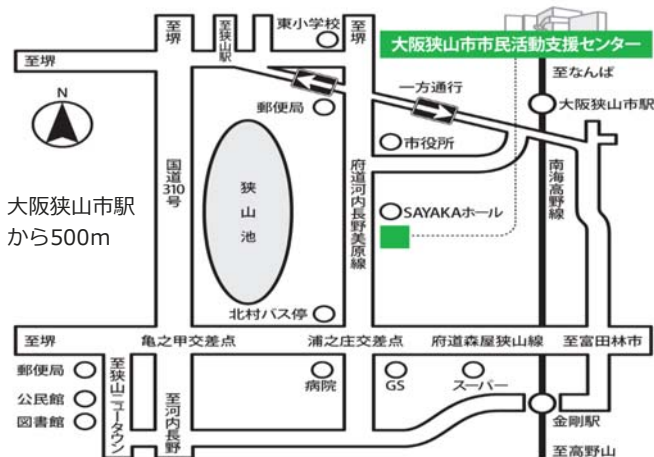 至堺
至狭山駅
東小学校
至堺
大阪狭山市市民活動支援センター
至堺
至なんば
N
一方通行
大阪狭山市駅
郵便局
市役所
国道310号
狭山池
府道河内長野美原線
南海高野線
大阪狭山市駅
から500m
SAYAKAホール
北村バス停
至堺
亀之甲交差点
浦之庄交差点
府道森屋狭山線
至富田林市
郵便局
公民館
図書館
至狭山ニュータウン
至河内長野
病院
GS
スーパー
金剛駅
至高野山